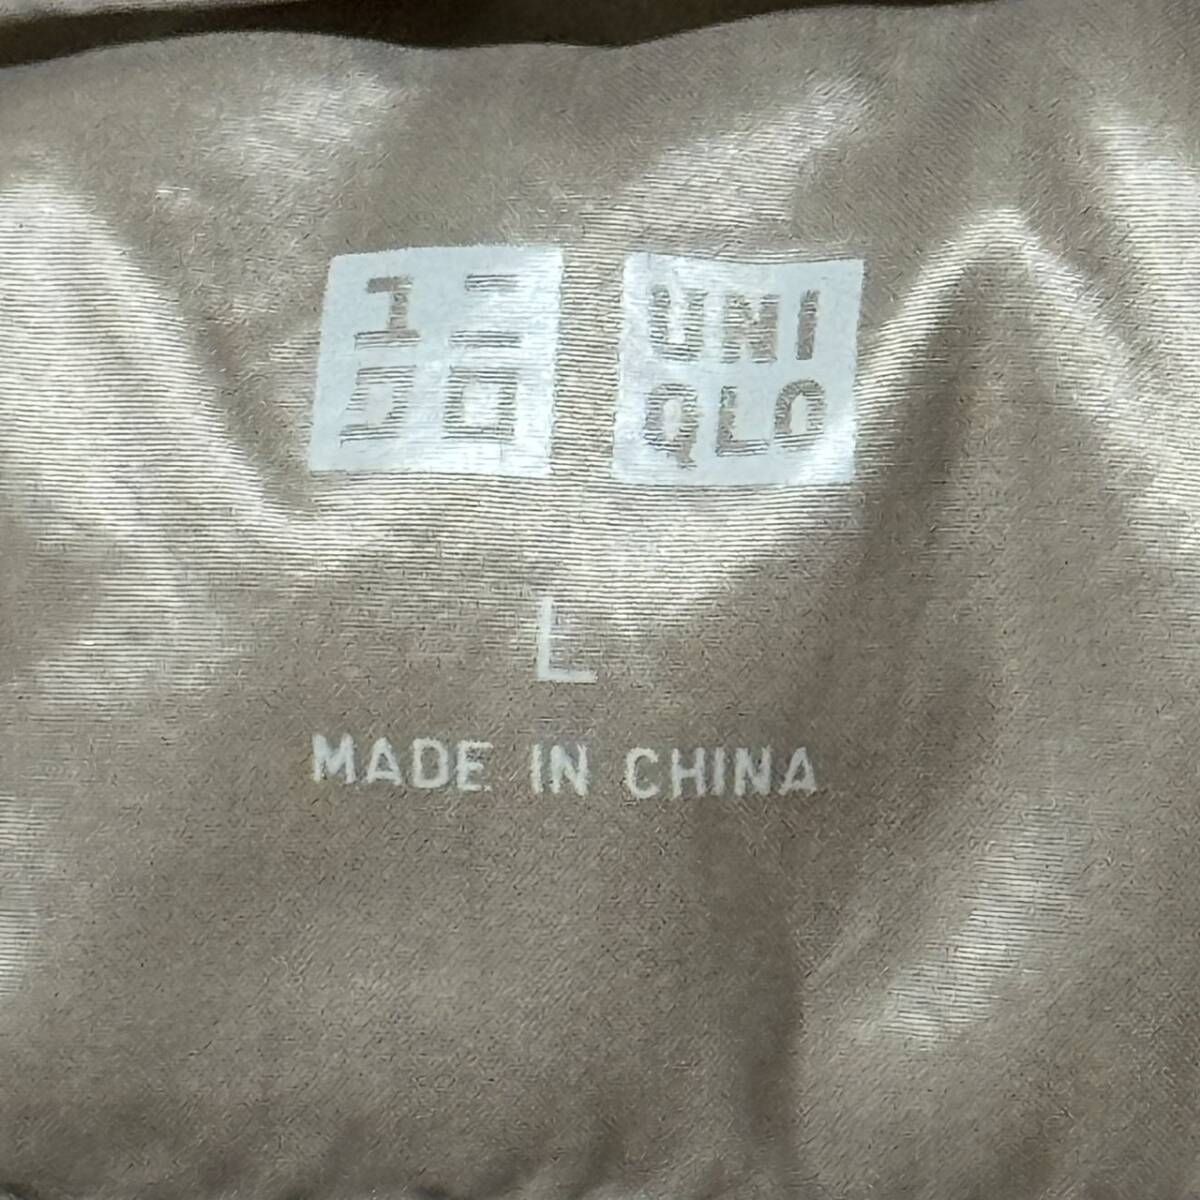 ユニ UNI
クロ QLO
L
MADE IN CHINA